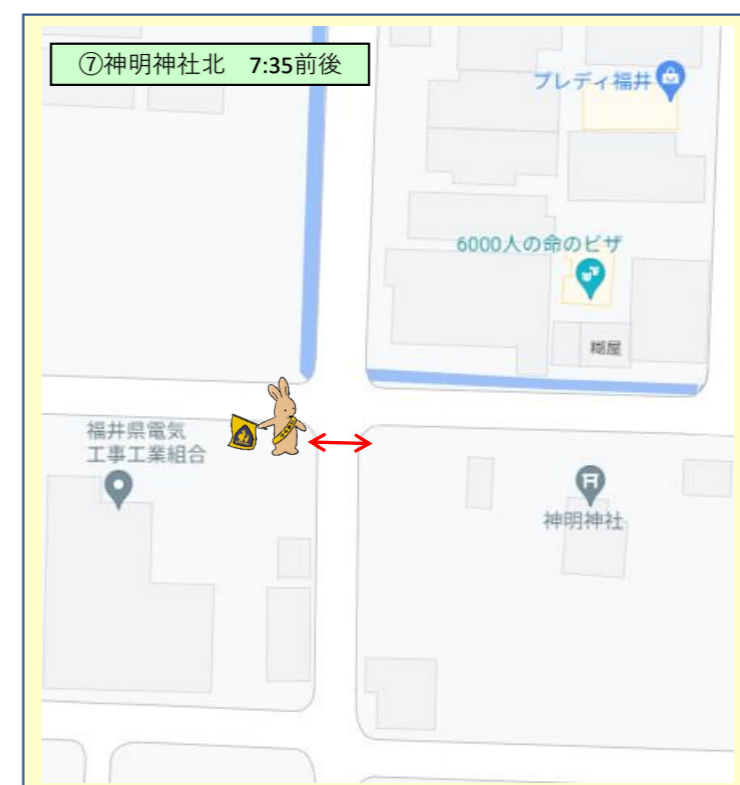 ⑦神明神社北 7:35前後
プレディ福井
6000人の命のビザ
糀屋
福井県電気
工事工業組合
神明神社